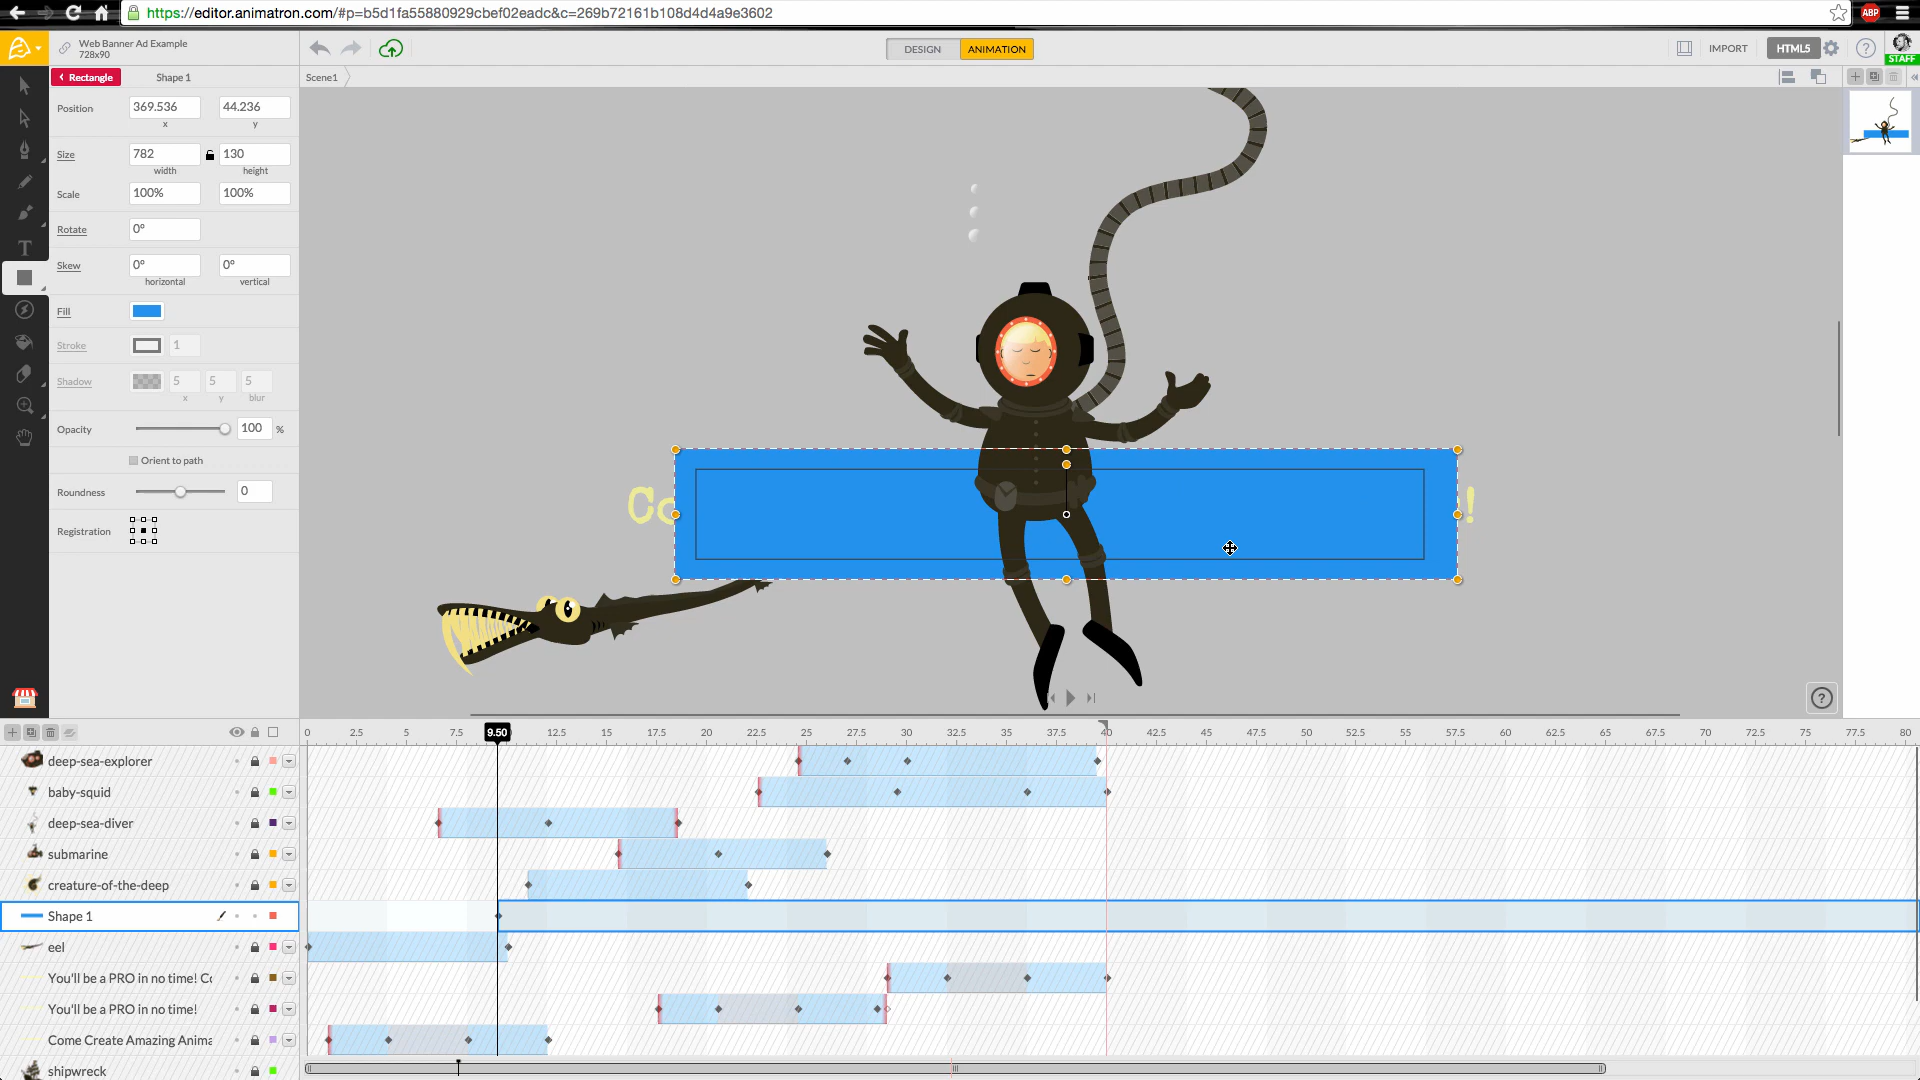 https://editor.animatron.com/#p=b5d1fa55880929cbef02eadc&c=269b72161b108d4d4a9e3602
ABP
Web Banner Ad Example
728x90
DESIGN
ANIMATION
IMPORT
HTML5
?
STAFF
Rectangle
Shape 1
Scene1
Position
369.536
44.236
x
y
Size
782
130
width
height
Scale
100%
100%
Rotate
0°
Skew
0°
0°
horizontal
vertical
Fill
Stroke
1
Shadow
5
5
5
x
y
blur
Opacity
100
%
Orient to path
Roundness
0
Registration
T
Co
!
?
9.50
0 2.5 5 7.5 12.5 15 17.5 20 22.5 25 27.5 30 32.5 35 37.5 40 42.5 45 47.5 50 52.5 55 57.5 60 62.5 65 67.5 70 72.5 75 77.5 80
deep-sea-explorer
baby-squid
deep-sea-diver
submarine
creature-of-the-deep
Shape 1
eel
You'll be a PRO in no time! Co
You'll be a PRO in no time!
Come Create Amazing Anima
shipwreck